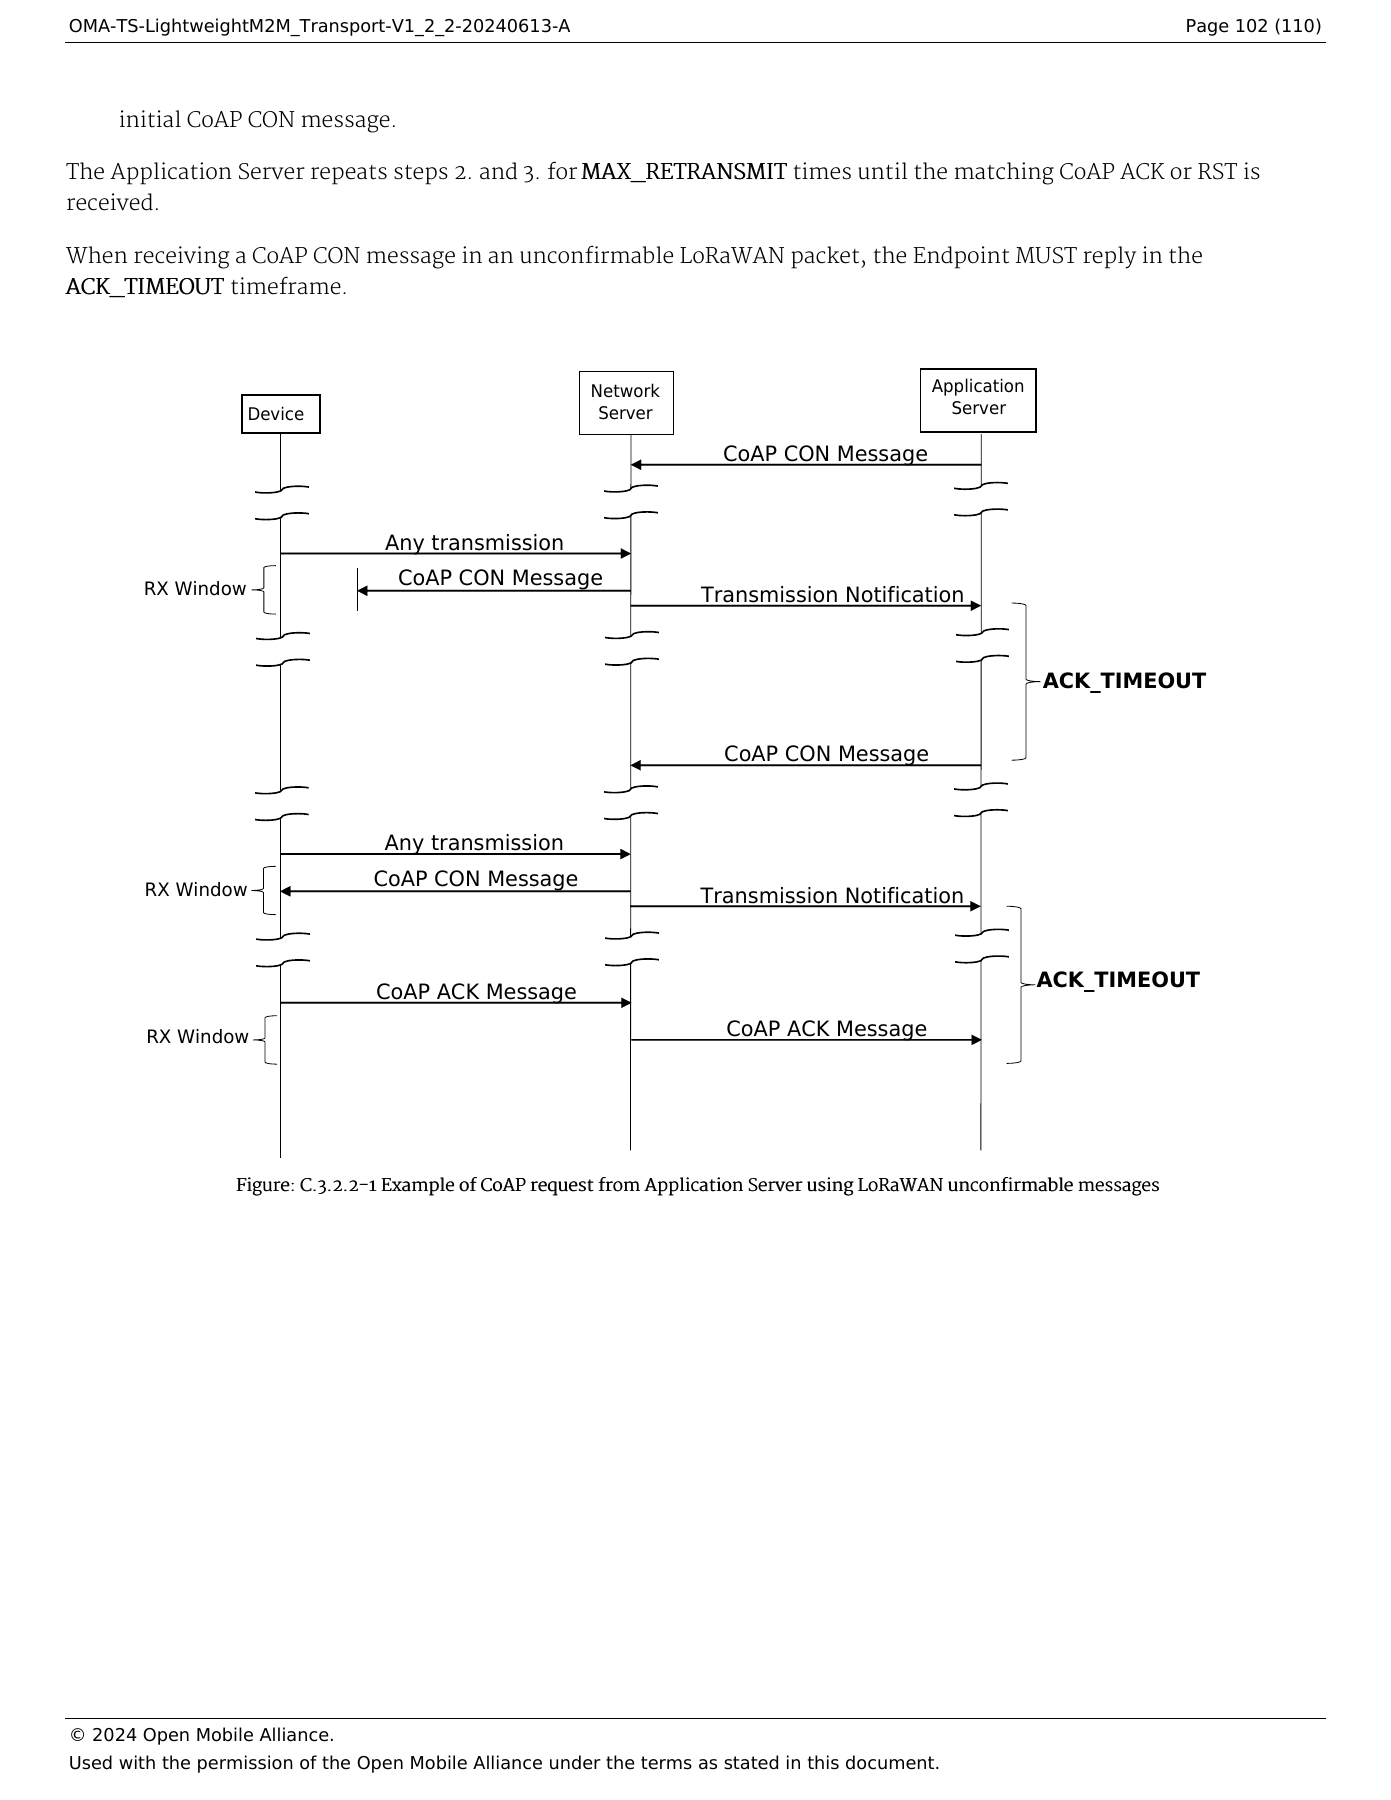 OMA-TS-LightweightM2M_Transport-V1_2_2-20240613-A Page 102 (110)
initial CoAP CON message.
The Application Server repeats steps 2. and 3. for MAX_RETRANSMIT times until the matching CoAP ACK or RST is
received.
When receiving a CoAP CON message in an unconfirmable LoRaWAN packet, the Endpoint MUST reply in the
ACK_TIMEOUT timeframe.
Device
Network
Server
Application
Server
CoAP CON Message
Any transmission
RX Window
CoAP CON Message
Transmission Notification
ACK_TIMEOUT
CoAP CON Message
Any transmission
RX Window
CoAP CON Message
Transmission Notification
ACK_TIMEOUT
CoAP ACK Message
RX Window
CoAP ACK Message
Figure: C.3.2.2-1 Example of CoAP request from Application Server using LoRaWAN unconfirmable messages
© 2024 Open Mobile Alliance.
Used with the permission of the Open Mobile Alliance under the terms as stated in this document.